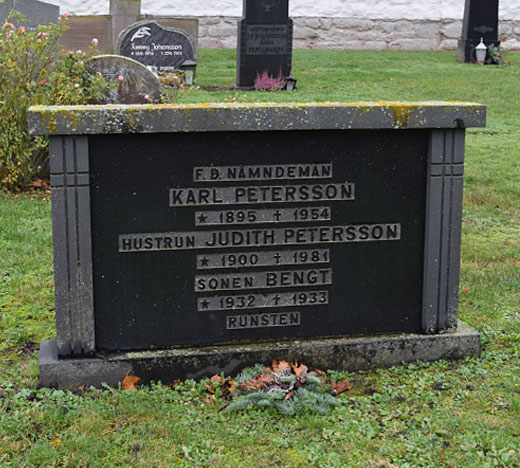 F.D. NÄMNDEMAN
KARL PETERSSON
★ 1895 † 1954
HUSTRUN JUDITH PETERSSON
★ 1900 † 1981
SONEN BENGT
★ 1932 † 1933
RUNSTEN
Tommy Johansson